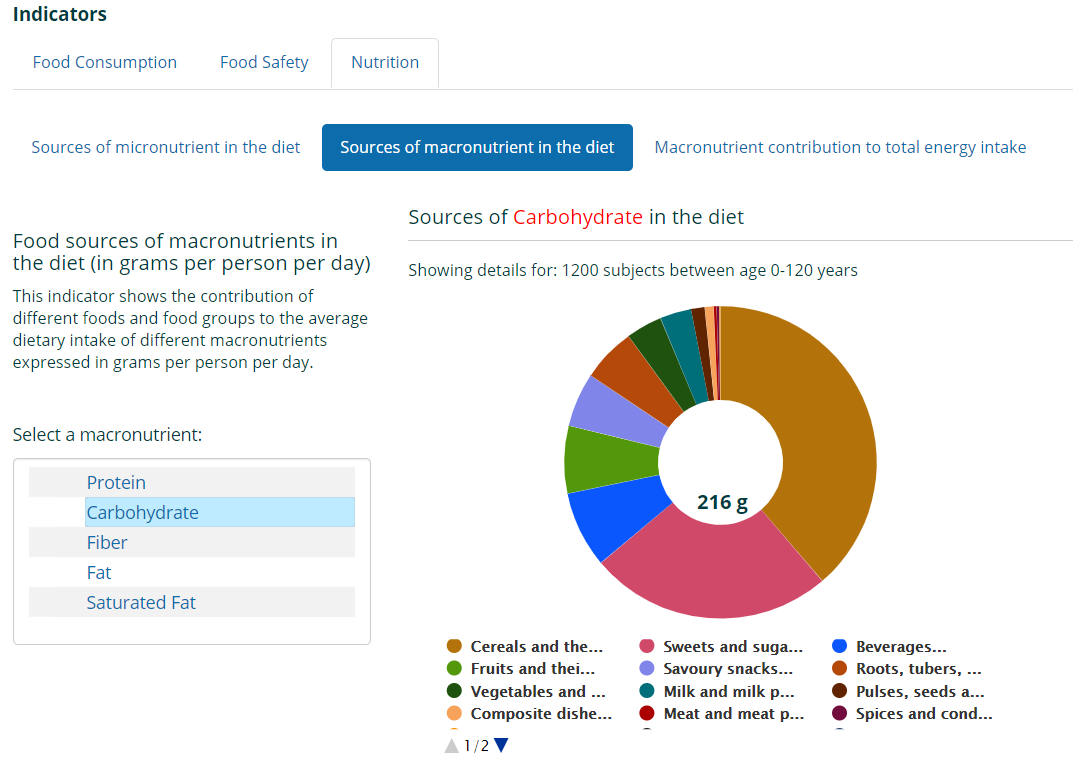 Indicators
Food Consumption Food Safety Nutrition
Sources of micronutrient in the diet Sources of macronutrient in the diet Macronutrient contribution to total energy intake
Food sources of macronutrients in
the diet (in grams per person per day)
This indicator shows the contribution of
different foods and food groups to the average
dietary intake of different macronutrients
expressed in grams per person per day.
Select a macronutrient:
Protein
Carbohydrate
Fiber
Fat
Saturated Fat
Sources of Carbohydrate in the diet
Showing details for: 1200 subjects between age 0-120 years
216 g
Cereals and the... Sweets and suga... Beverages...
Fruits and thei... Savoury snacks... Roots, tubers, ...
Vegetables and ... Milk and milk p... Pulses, seeds a...
Composite dishe... Meat and meat p... Spices and cond...
1/2